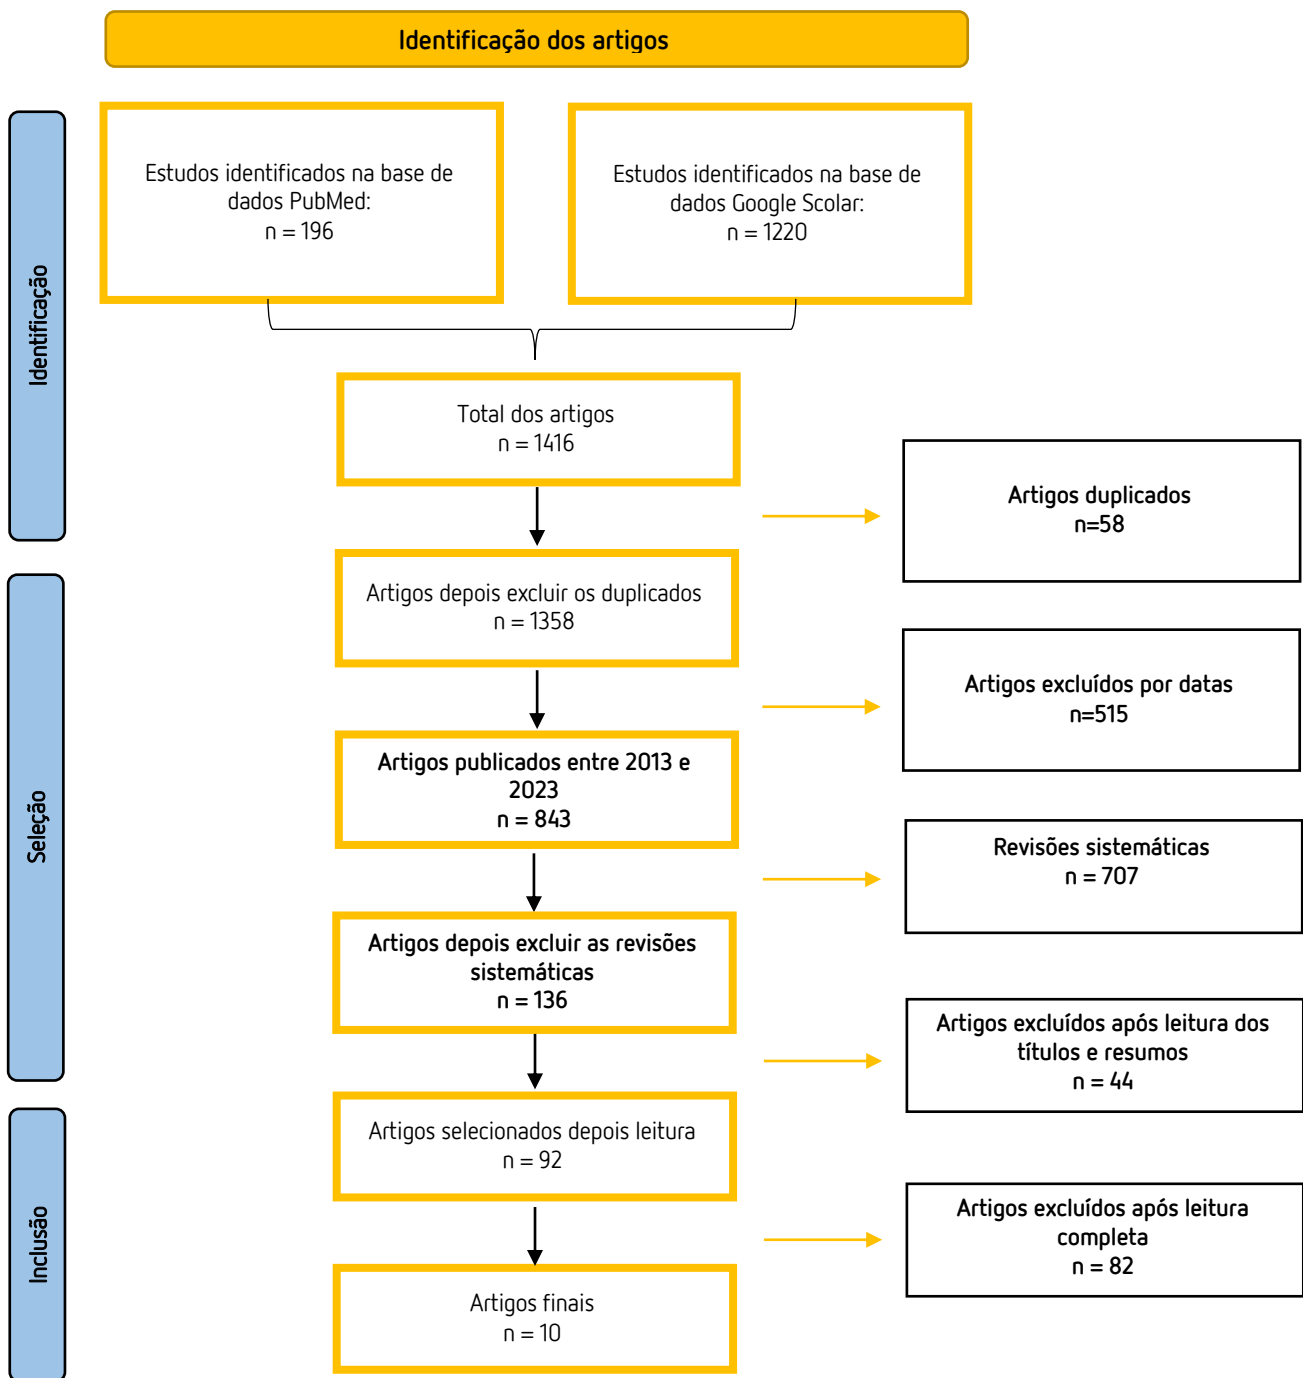 Identificação dos artigos
Identificação
Estudos identificados na base de
dados PubMed:
n = 196
Estudos identificados na base de
dados Google Scolar:
n = 1220
Total dos artigos
n = 1416
Artigos duplicados
n=58
Seleção
Artigos depois excluir os duplicados
n = 1358
Artigos excluídos por datas
n=515
Artigos publicados entre 2013 e
2023
n = 843
Revisões sistemáticas
n = 707
Artigos depois excluir as revisões
sistemáticas
n = 136
Artigos excluídos após leitura dos
títulos e resumos
n = 44
Inclusão
Artigos selecionados depois leitura
n = 92
Artigos excluídos após leitura
completa
n = 82
Artigos finais
n = 10